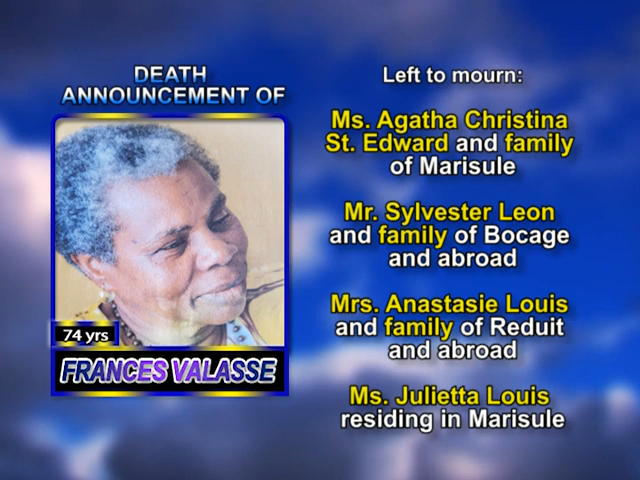 DEATH
ANNOUNCEMENT OF
74 yrs
FRANCES VALASSE
Left to mourn:
Ms. Agatha Christina
St. Edward and family
of Marisule
Mr. Sylvester Leon
and family of Bocage
and abroad
Mrs. Anastasie Louis
and family of Reduit
and abroad
Ms. Julietta Louis
residing in Marisule